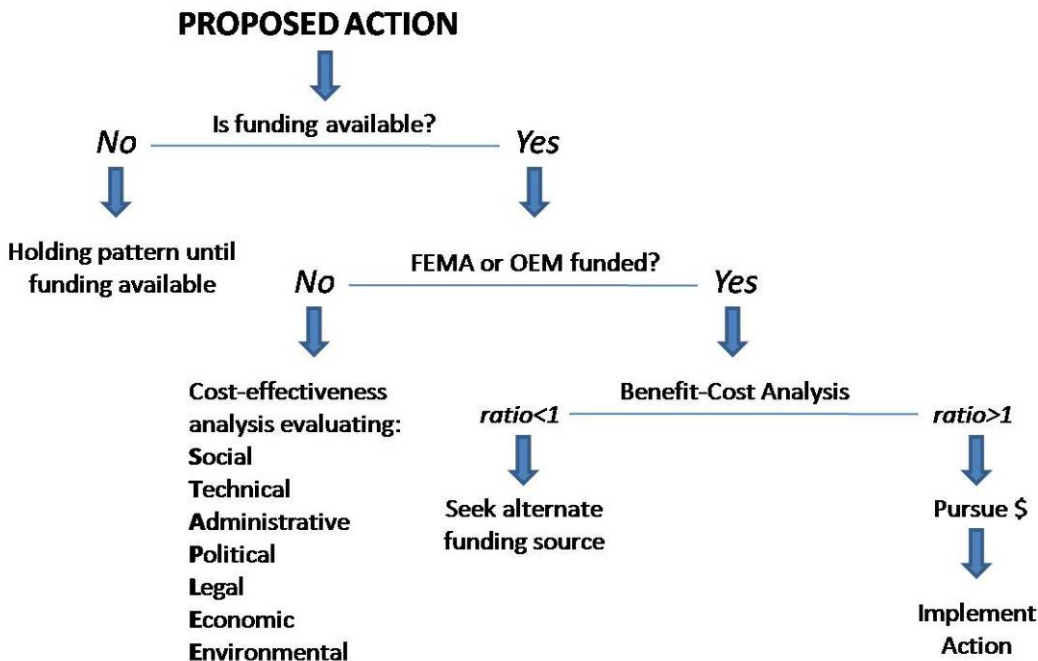 PROPOSED ACTION
Is funding available?
No
Yes
Holding pattern until
funding available
FEMA or OEM funded?
No
Yes
Cost-effectiveness
analysis evaluating:
Social
Technical
Administrative
Political
Legal
Economic
Environmental
Benefit-Cost Analysis
ratio<1
ratio>1
Seek alternate
funding source
Pursue $
Implement
Action